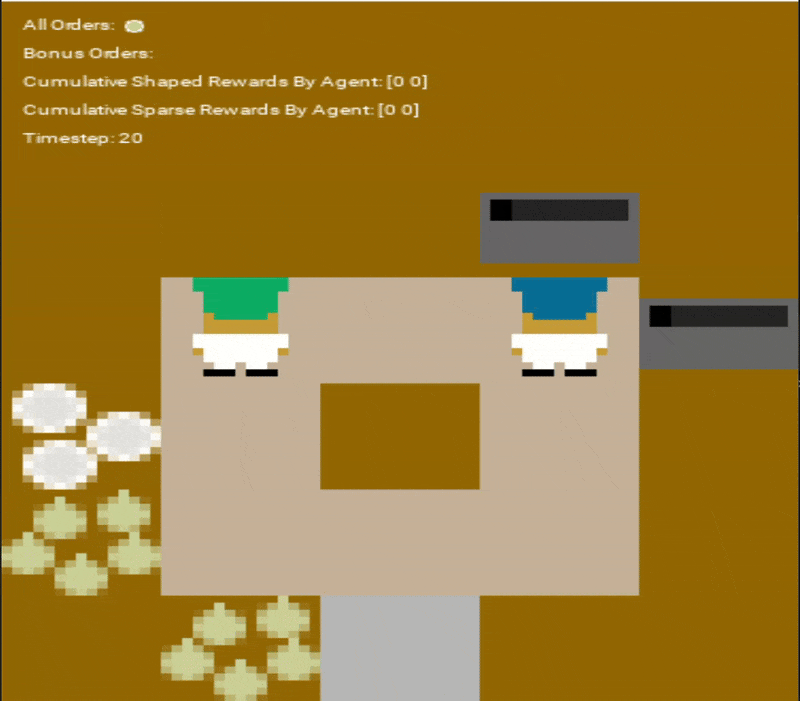 All Orders:
Bonus Orders:
Cumulative Shaped Rewards By Agent: [0 0]
Cumulative Sparse Rewards By Agent: [0 0]
Timestep: 20